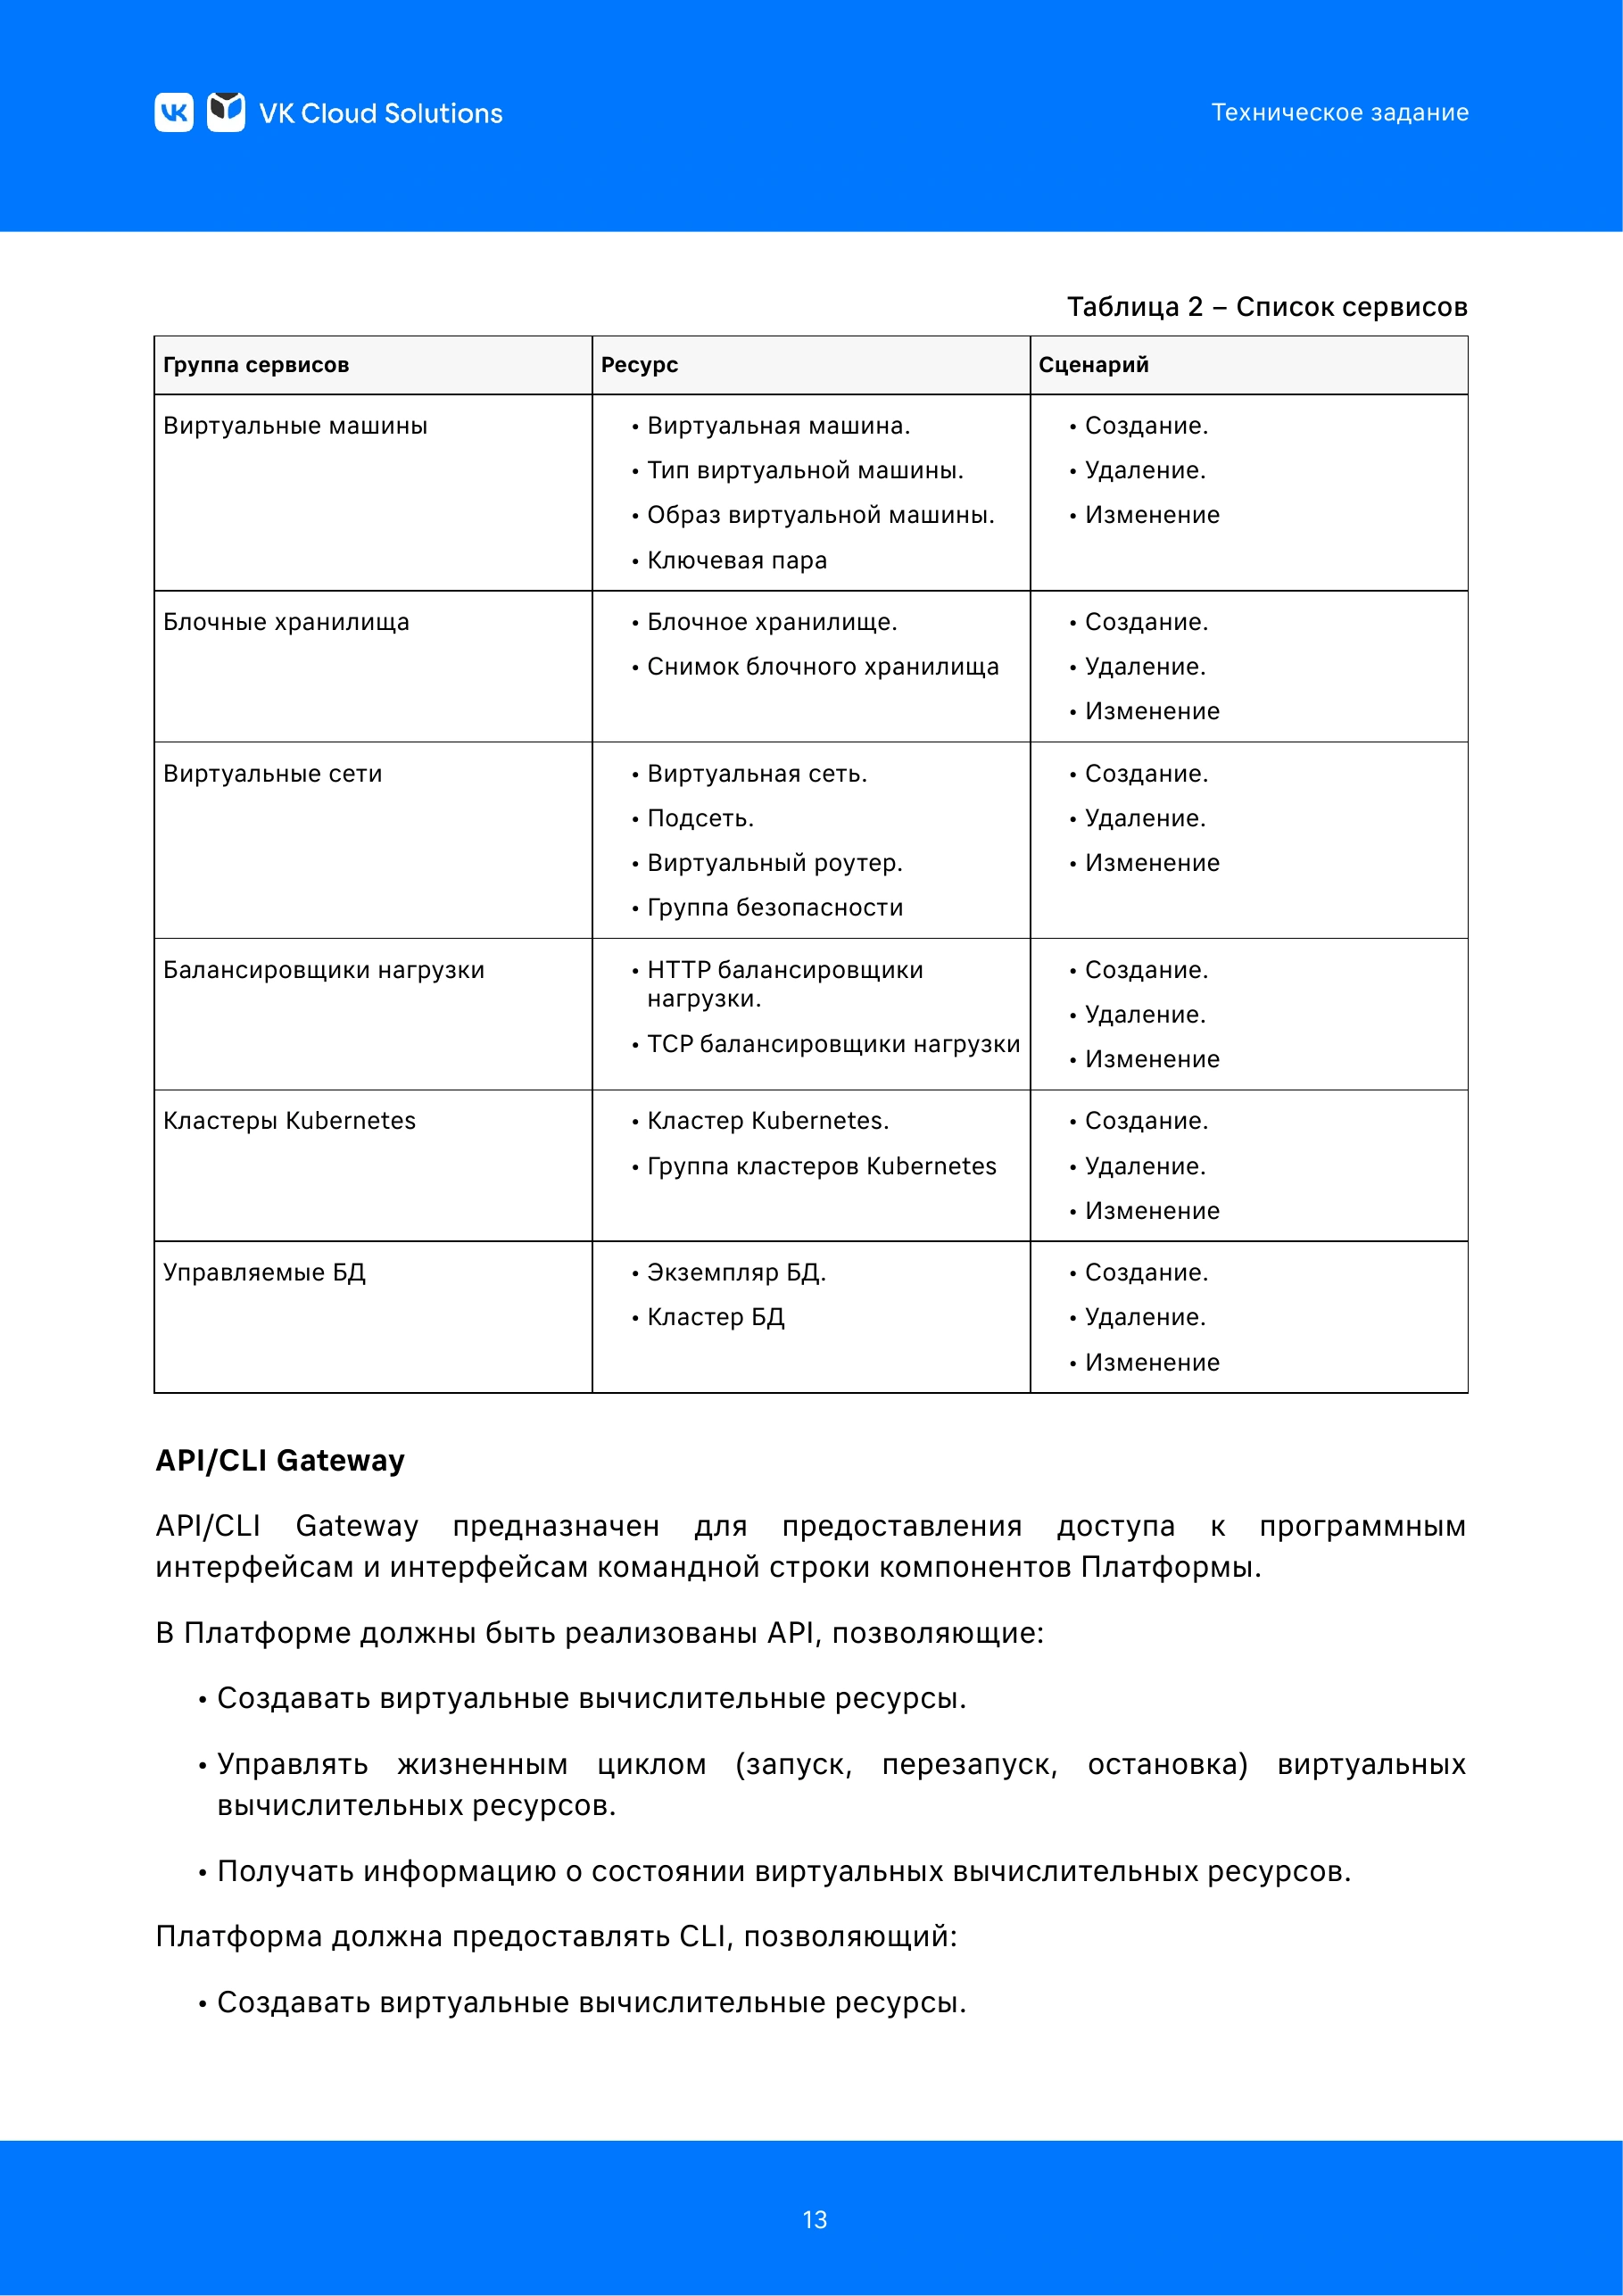 VK Cloud Solutions
Техническое задание
Таблица 2 – Список сервисов
Группа сервисов
Ресурс
Сценарий
Виртуальные машины
• Виртуальная машина.
• Тип виртуальной машины.
• Образ виртуальной машины.
• Ключевая пара
• Создание.
• Удаление.
• Изменение
Блочные хранилища
• Блочное хранилище.
• Снимок блочного хранилища
• Создание.
• Удаление.
• Изменение
Виртуальные сети
• Виртуальная сеть.
• Подсеть.
• Виртуальный роутер.
• Группа безопасности
• Создание.
• Удаление.
• Изменение
Балансировщики нагрузки
• HTTP балансировщики
нагрузки.
• TCP балансировщики нагрузки
• Создание.
• Удаление.
• Изменение
Кластеры Kubernetes
• Кластер Kubernetes.
• Группа кластеров Kubernetes
• Создание.
• Удаление.
• Изменение
Управляемые БД
• Экземпляр БД.
• Кластер БД
• Создание.
• Удаление.
• Изменение
API/CLI Gateway
API/CLI Gateway предназначен для предоставления доступа к программным
интерфейсам и интерфейсам командной строки компонентов Платформы.
В Платформе должны быть реализованы API, позволяющие:
• Создавать виртуальные вычислительные ресурсы.
• Управлять жизненным циклом (запуск, перезапуск, остановка) виртуальных
вычислительных ресурсов.
• Получать информацию о состоянии виртуальных вычислительных ресурсов.
Платформа должна предоставлять CLI, позволяющий:
• Создавать виртуальные вычислительные ресурсы.
13